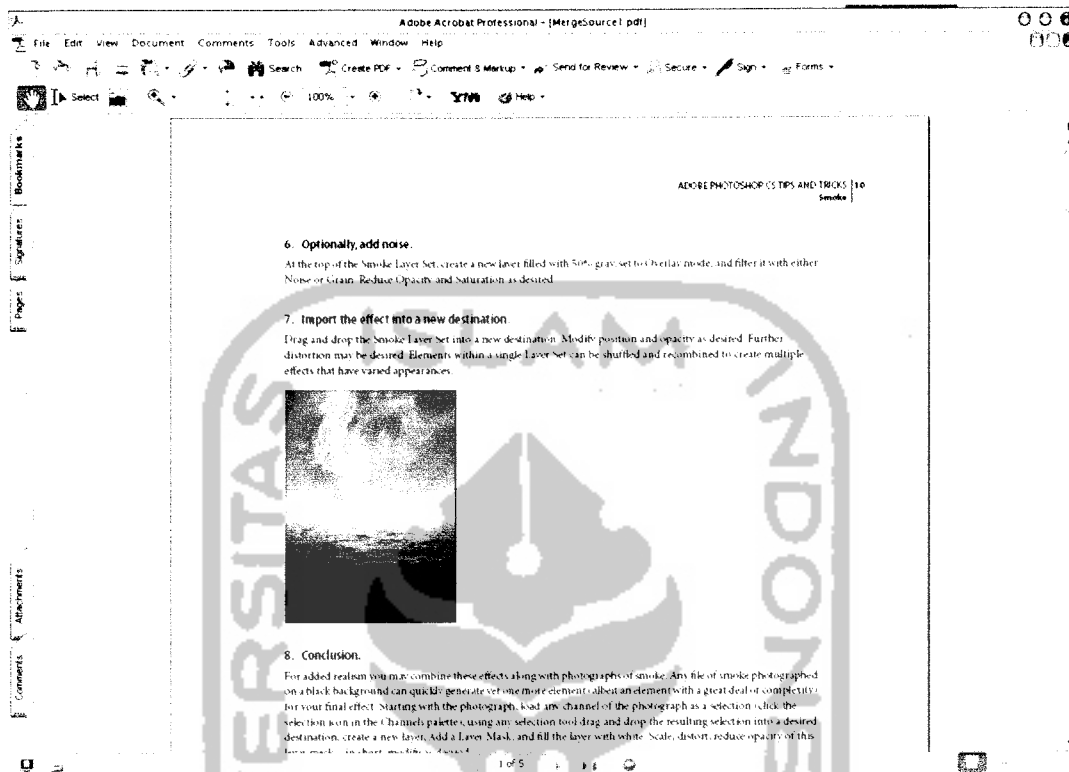 Adobe Acrobat Professional - [MergeSource1.pdf]
File Edit View Document Comments Tools Advanced Window Help
Search Create PDF Comment & Markup Send for Review Secure Sign Forms
Select 100% Help
Bookmarks
Signatures
Pages
Attachments
Comments
ADOBE PHOTOSHOP CS TIPS AND TRICKS 10
Smoke
6. Optionally, add noise.
At the top of the Smoke Layer Set, create a new layer filled with 50% gray, set to Overlay mode, and filter it with either
Noise or Grain. Reduce Opacity and Saturation as desired.
7. Import the effect into a new destination.
Drag and drop the Smoke Layer Set into a new destination. Modify position and opacity as desired. Further
distortion may be desired. Elements within a single Layer Set can be shuffled and recombined to create multiple
effects that have varied appearances.
8. Conclusion.
For added realism you may combine these effects along with photographs of smoke. Any file of smoke photographed
on a black background can quickly generate yet one more element (albeit an element with a great deal of complexity)
for your final effect. Starting with the photograph, load any channel of the photograph as a selection (click the
selection icon in the Channels palette), using any selection tool drag and drop the resulting selection into a desired
destination, create a new layer, Add a Layer Mask, and fill the layer with white. Scale, distort, reduce opacity of this
1 of 5
ISLAM
INDONE
ERSITAS